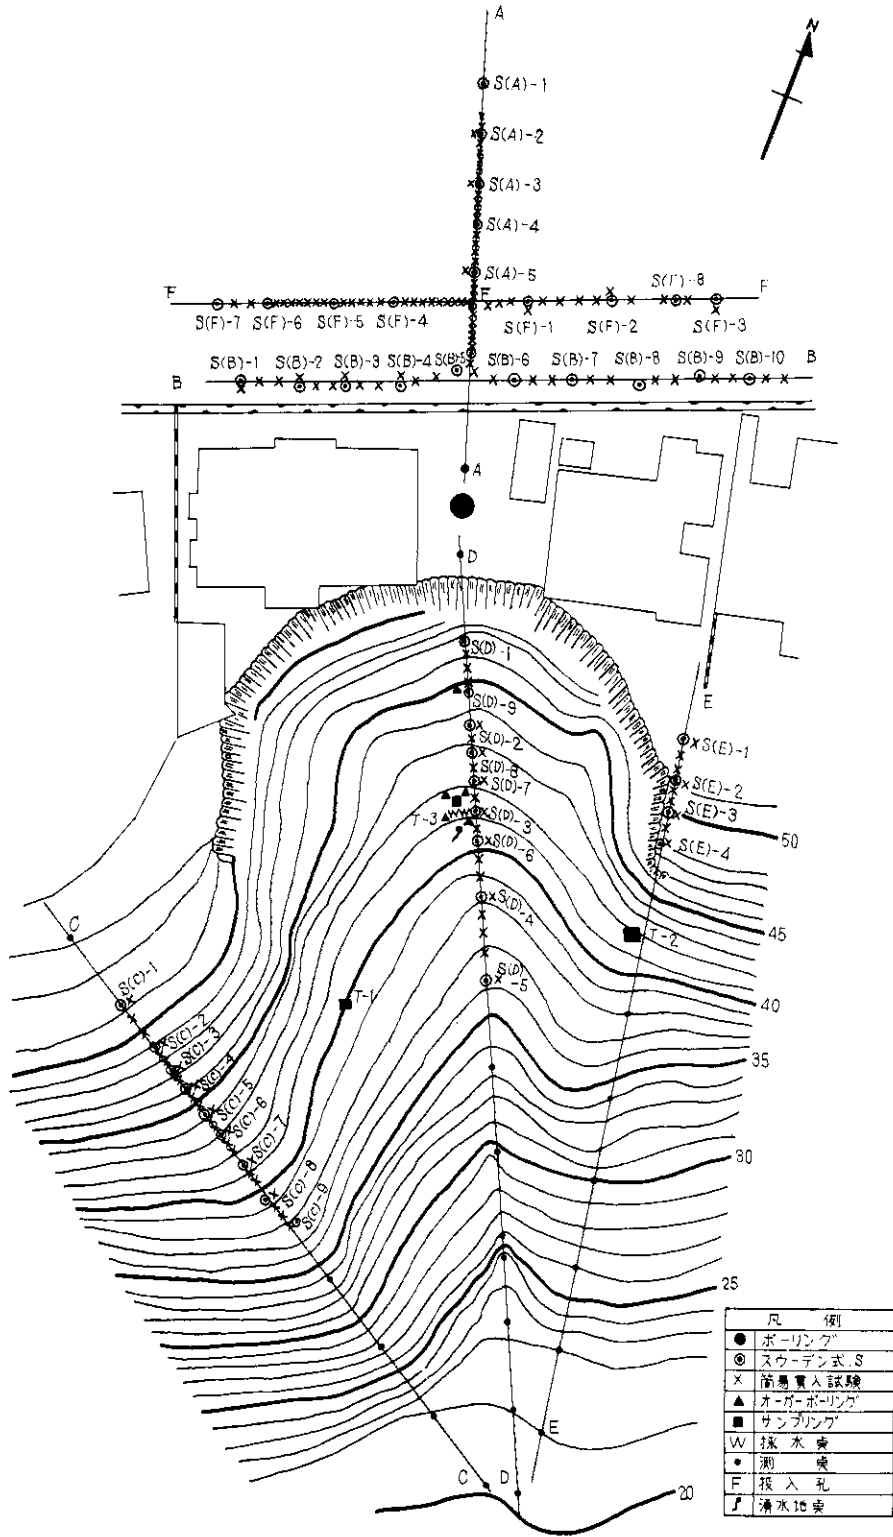 A
N
S(A)-1
S(A)-2
S(A)-3
S(A)-4
S(A)-5
F
F
F
S(F)-8
S(F)-7
S(F)-6
S(F)-5
S(F)-4
S(F)-1
S(F)-2
S(F)-3
S(B)-1
S(B)-2
S(B)-3
S(B)-4
S(B)-5
S(B)-6
S(B)-7
S(B)-8
S(B)-9
S(B)-10
B
B
A
D
S(D)-1
S(D)-9
E
S(D)-2
S(D)-8
S(D)-7
S(D)-3
T-3
S(D)-6
S(D)-4
S(D)-5
S(E)-1
S(E)-2
S(E)-3
S(E)-4
50
T-2
45
T-1
40
C
S(C)-1
S(C)-2
S(C)-3
S(C)-4
S(C)-5
S(C)-6
S(C)-7
S(C)-8
S(C)-9
35
30
25
E
C
D
20
凡 例
ボーリング
スウーデン式.S
× 簡易貫入試験
オーガーボーリング
サンプリング
W 採水点
測 点
F 投入孔
湧水地点